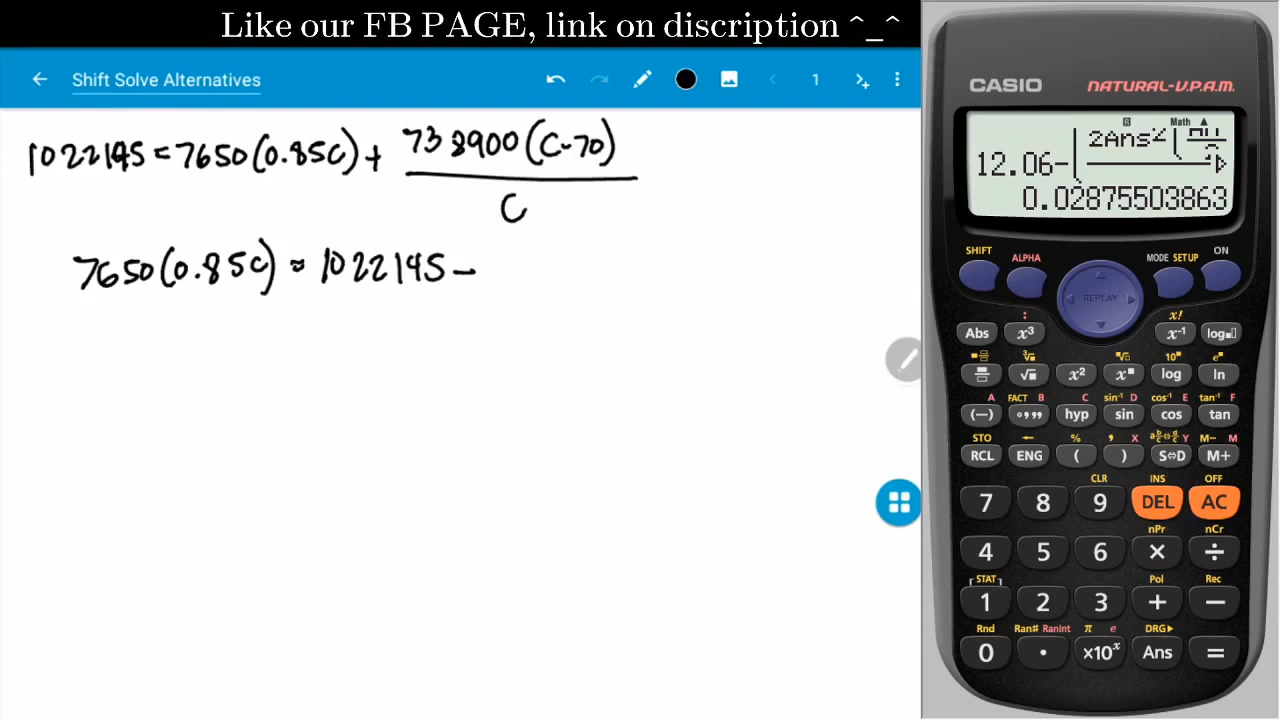 Like our FB PAGE, link on discription ^_^
Shift Solve Alternatives
1
1022145 = 7650(0.85C) + 738900(C-70)
C
7650(0.85C) = 1022145 -
CASIO
NATURAL-V.P.A.M.
R Math ▲
2Ans
12.06-
0.02875503863
SHIFT
ALPHA
REPLAY
MODE SETUP
ON
: x!
Abs x³ x⁻¹ log
³√ 10 e
√ x² x log ln
A FACT B C sin⁻¹ D cos⁻¹ E tan⁻¹ F
(−) °,,, hyp sin cos tan
STO ← % , X a b/c⇔d/c Y M− M
RCL ENG ( ) S⇔D M+
CLR INS OFF
7 8 9 DEL AC
nPr nCr
4 5 6 × ÷
STAT Pol Rec
1 2 3 + −
Rnd Ran# RanInt π e DRG▶
0 . ×10ˣ Ans =